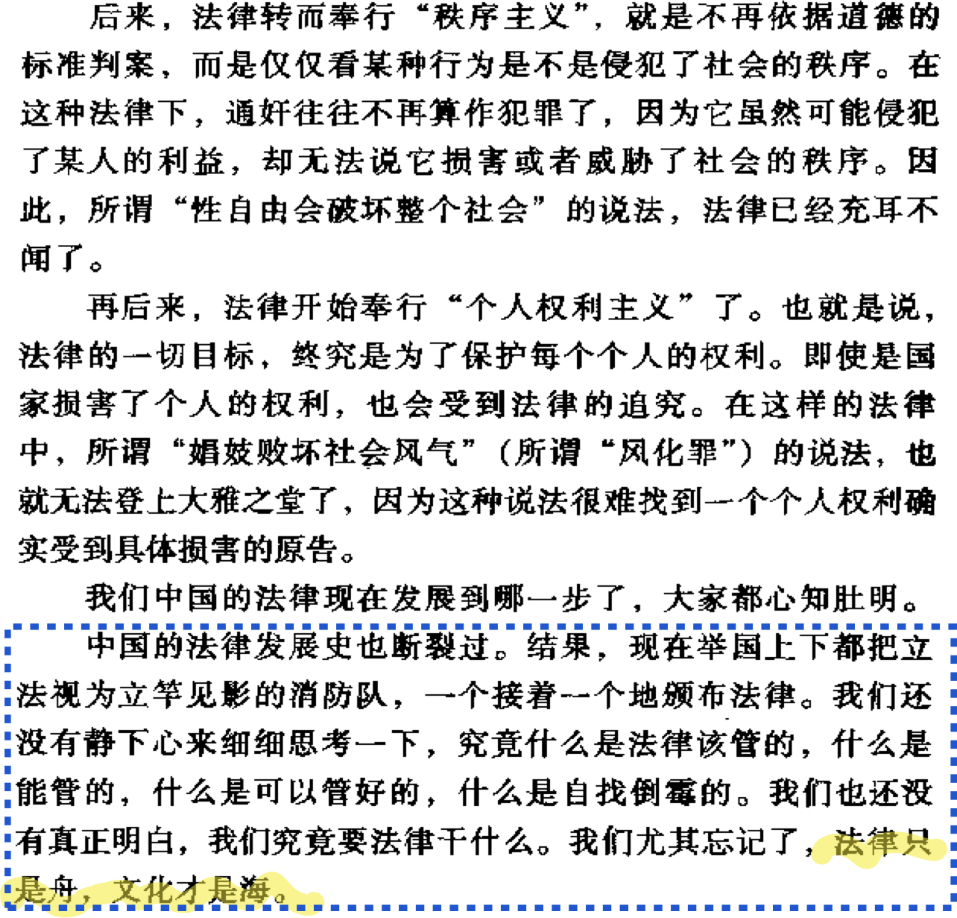 后来，法律转而奉行“秩序主义”，就是不再依据道德的
标准判案，而是仅仅看某种行为是不是侵犯了社会的秩序。在
这种法律下，通奸往往不再算作犯罪了，因为它虽然可能侵犯
了某人的利益，却无法说它损害或者威胁了社会的秩序。因
此，所谓“性自由会破坏整个社会”的说法，法律已经充耳不
闻了。
再后来，法律开始奉行“个人权利主义”了。也就是说，
法律的一切目标，终究是为了保护每个个人的权利。即使是国
家损害了个人的权利，也会受到法律的追究。在这样的法律
中，所谓“娼妓败坏社会风气”（所谓“风化罪”）的说法，也
就无法登上大雅之堂了，因为这种说法很难找到一个个人权利确
实受到具体损害的原告。
我们中国的法律现在发展到哪一步了，大家都心知肚明。
中国的法律发展史也断裂过。结果，现在举国上下都把立
法视为立竿见影的消防队，一个接着一个地颁布法律。我们还
没有静下心来细细思考一下，究竟什么是法律该管的，什么是
能管的，什么是可以管好的，什么是自找倒霉的。我们也还没
有真正明白，我们究竟要法律干什么。我们尤其忘记了，法律只
是舟，文化才是海。